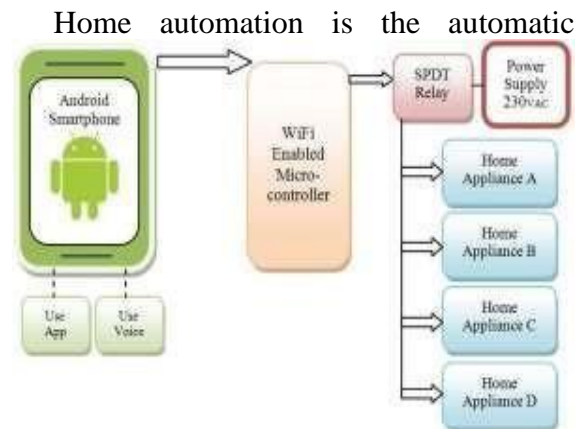 Home automation is the automatic
Android
Smartphone
WiFi
Enabled
Micro-
controller
SPDT
Relay
Power
Supply
230VAC
Home
Appliance A
Home
Appliance B
Home
Appliance C
Home
Appliance D
Use
App
Use
Voice